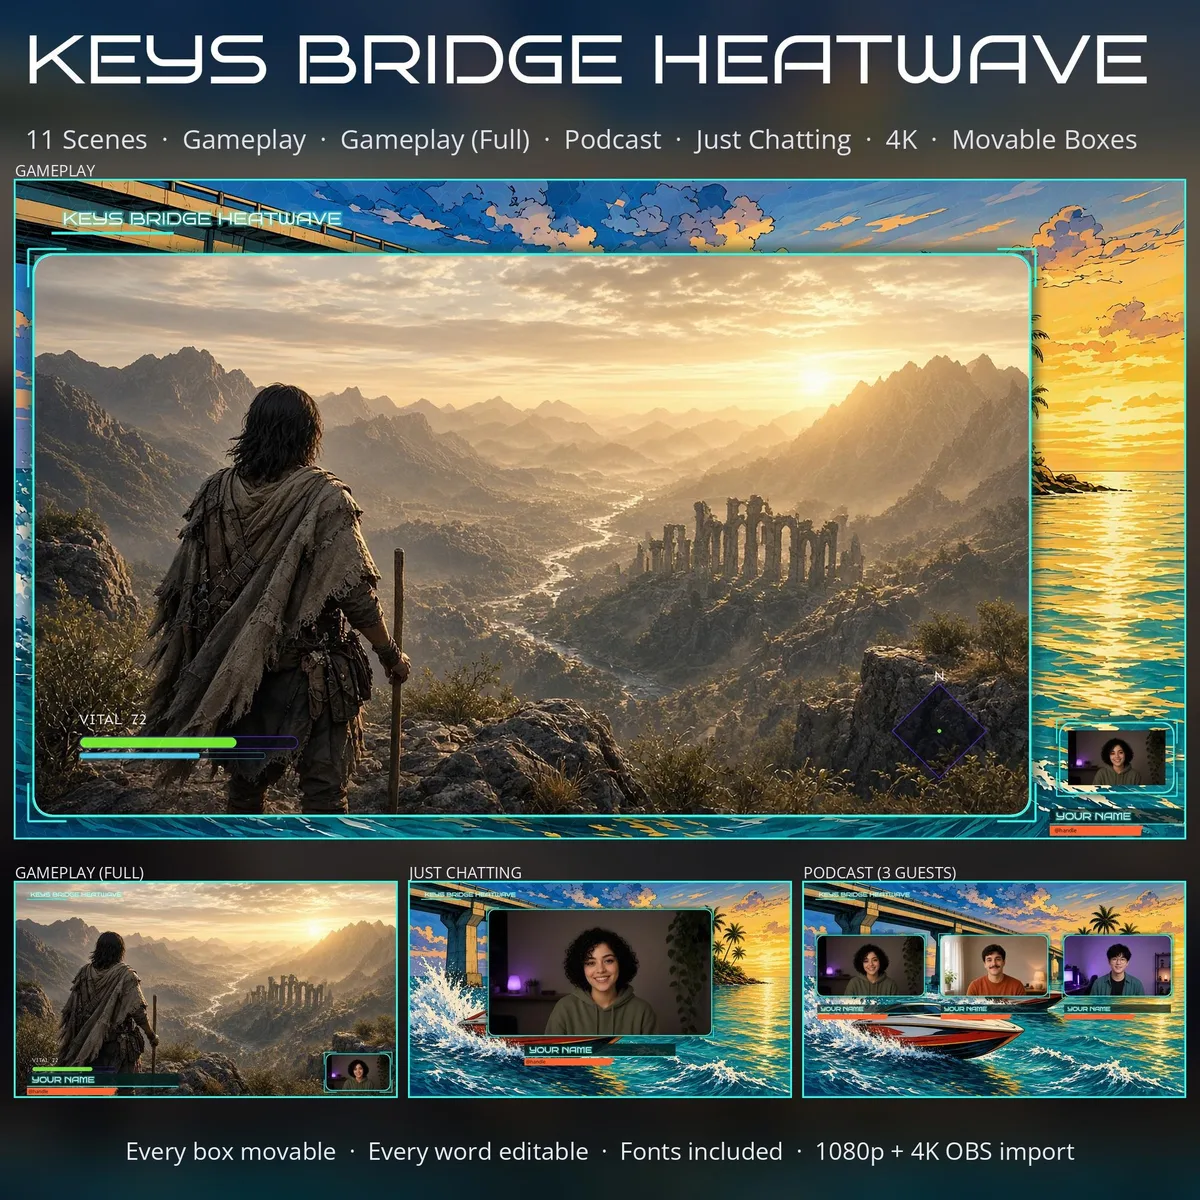 KEYS BRIDGE HEATWAVE
11 Scenes · Gameplay · Gameplay (Full) · Podcast · Just Chatting · 4K · Movable Boxes
GAMEPLAY
KEYS BRIDGE HEATWAVE
N
VITAL 72
YOUR NAME
@handle
GAMEPLAY (FULL)
JUST CHATTING
PODCAST (3 GUESTS)
KEYS BRIDGE HEATWAVE
KEYS BRIDGE HEATWAVE
KEYS BRIDGE HEATWAVE
VITAL 72
YOUR NAME
@handle
YOUR NAME
@handle
YOUR NAME
YOUR NAME
YOUR NAME
Every box movable · Every word editable · Fonts included · 1080p + 4K OBS import